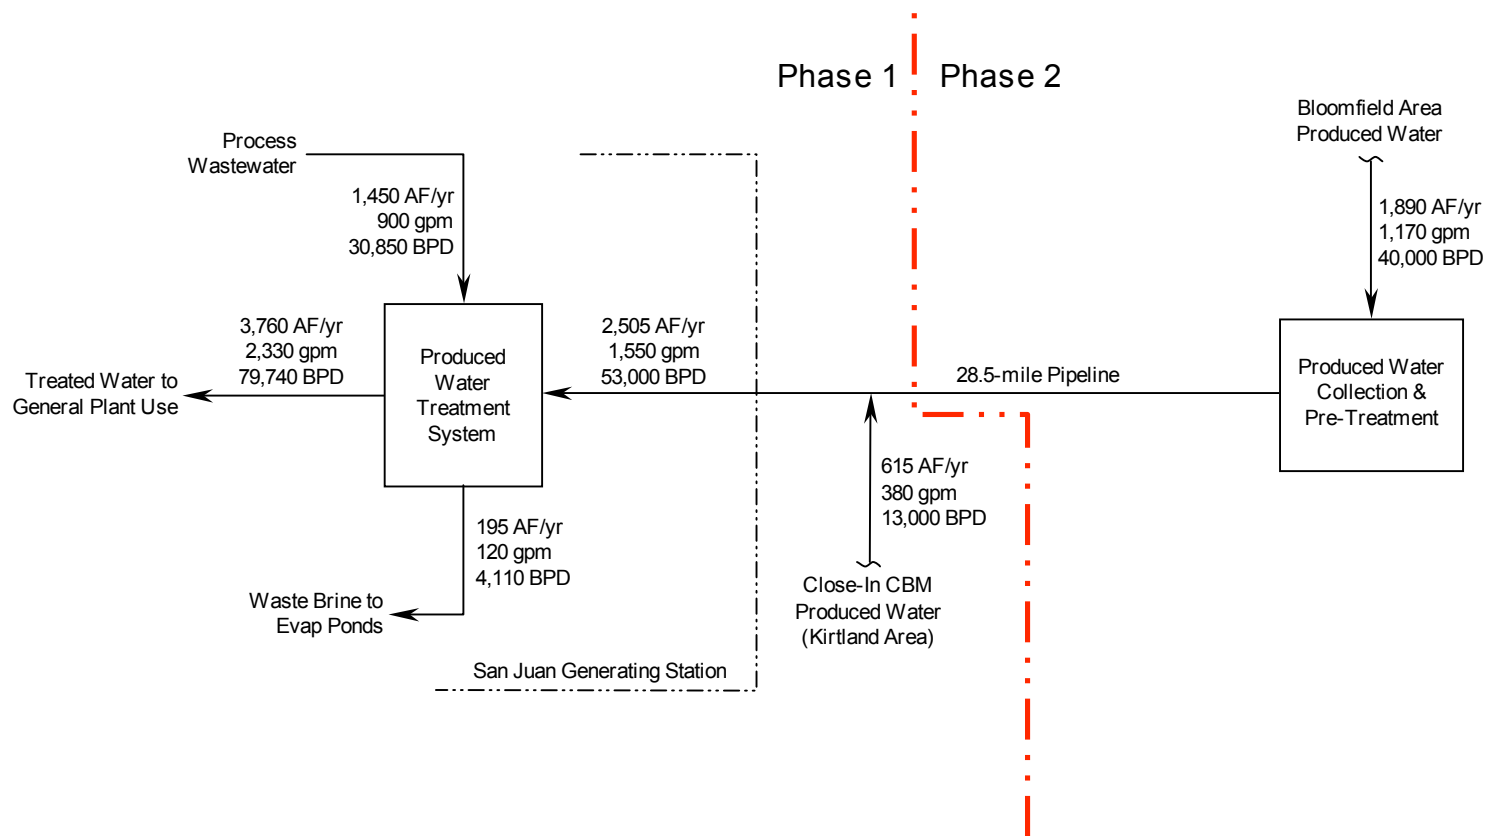 Phase 1
Phase 2
Bloomfield Area
Produced Water
Process
Wastewater
1,450 AF/yr
900 gpm
30,850 BPD
1,890 AF/yr
1,170 gpm
40,000 BPD
3,760 AF/yr
2,330 gpm
79,740 BPD
Produced
Water
Treatment
System
2,505 AF/yr
1,550 gpm
53,000 BPD
Treated Water to
General Plant Use
28.5-mile Pipeline
Produced Water
Collection &
Pre-Treatment
615 AF/yr
380 gpm
13,000 BPD
195 AF/yr
120 gpm
4,110 BPD
Waste Brine to
Evap Ponds
Close-In CBM
Produced Water
(Kirtland Area)
San Juan Generating Station